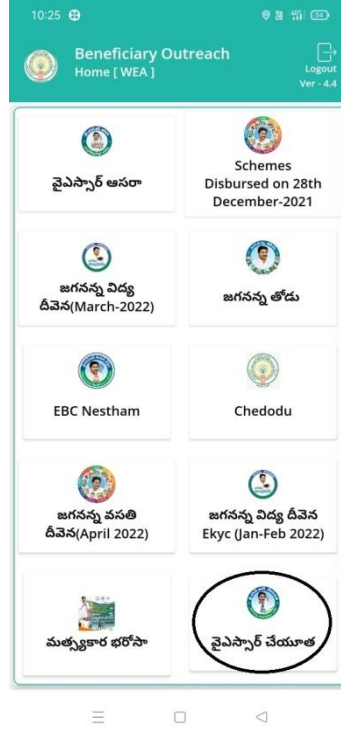 10:25
54
Beneficiary Outreach
Home [ WEA ]
Logout
Ver - 4.4
వైఎస్సార్ ఆసరా
Schemes
Disbursed on 28th
December-2021
జగనన్న విద్య
దీవెన(March-2022)
జగనన్న తోడు
EBC Nestham
Chedodu
జగనన్న వసతి
దీవెన(April 2022)
జగనన్న విద్య దీవెన
Ekyc (Jan-Feb 2022)
మత్స్యకార భరోసా
వైఎస్సార్ చేయూత